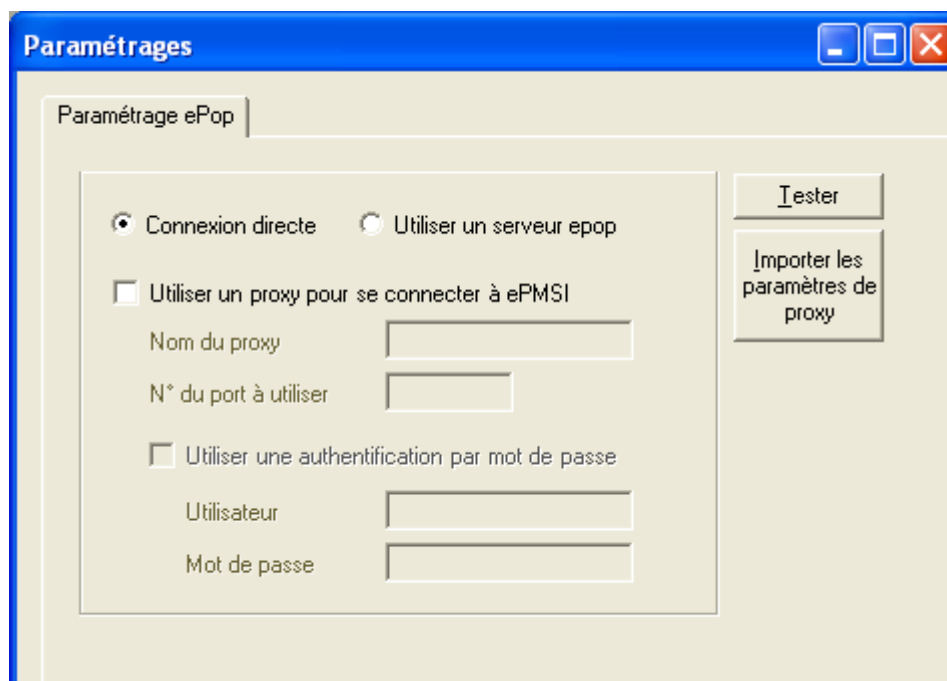 Paramétrages
Paramétrage ePop
Connexion directe
Utiliser un serveur epop
Tester
Importer les
paramètres de
proxy
Utiliser un proxy pour se connecter à ePMSI
Nom du proxy
N° du port à utiliser
Utiliser une authentification par mot de passe
Utilisateur
Mot de passe